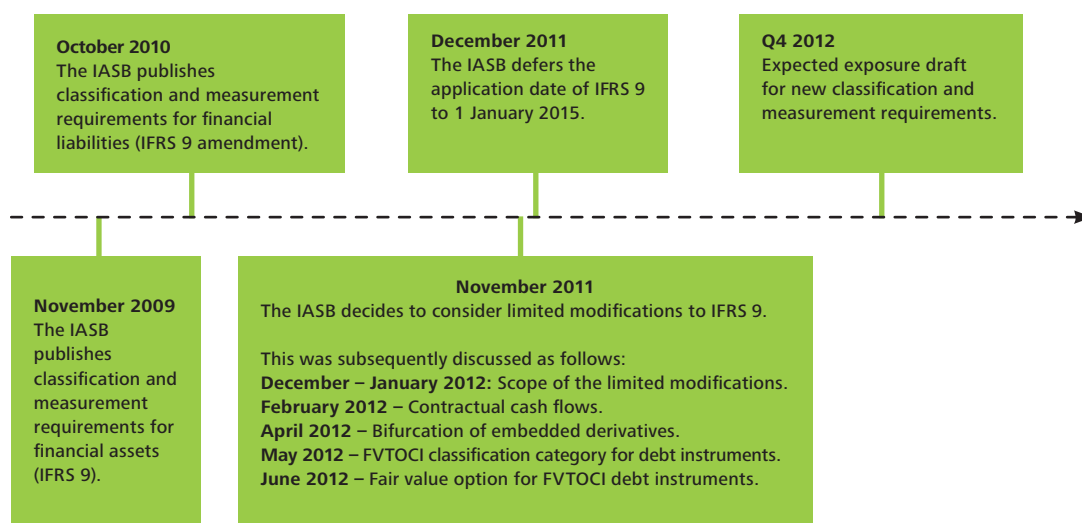 October 2010
The IASB publishes
classification and measurement
requirements for financial
liabilities (IFRS 9 amendment).
December 2011
The IASB defers the
application date of IFRS 9
to 1 January 2015.
Q4 2012
Expected exposure draft
for new classification and
measurement requirements.
November 2009
The IASB
publishes
classification and
measurement
requirements for
financial assets
(IFRS 9).
November 2011
The IASB decides to consider limited modifications to IFRS 9.
This was subsequently discussed as follows:
December – January 2012: Scope of the limited modifications.
February 2012 – Contractual cash flows.
April 2012 – Bifurcation of embedded derivatives.
May 2012 – FVTOCI classification category for debt instruments.
June 2012 – Fair value option for FVTOCI debt instruments.